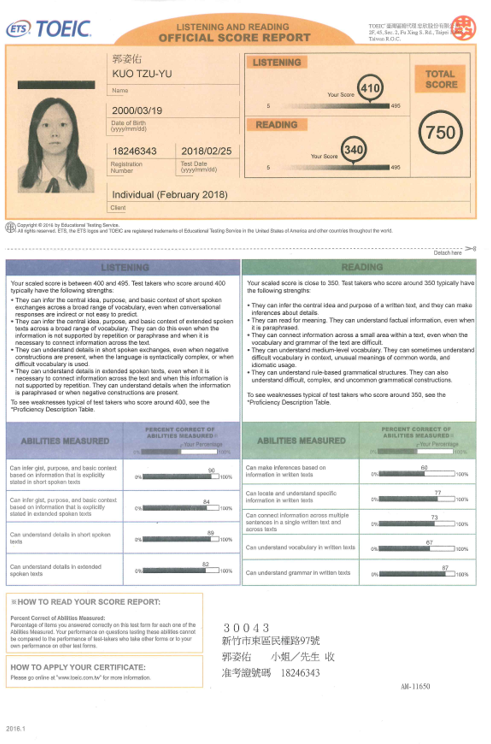 ETS TOEIC.
LISTENING AND READING
OFFICIAL SCORE REPORT
TOEIC 臺灣區總代理 忠欣股份有限
2F, 45, Sec. 2, Fu Xing S. Rd., Taipei
Taiwan R.O.C.
郭姿佑
KUO TZU-YU
Name
2000/03/19
Date of Birth
(yyyy/mm/dd)
18246343
Registration
Number
2018/02/25
Test Date
(yyyy/mm/dd)
Individual (February 2018)
Client
LISTENING
Your Score
410
5
495
READING
Your Score
340
5
495
TOTAL
SCORE
750
Copyright © 2016 by Educational Testing Service.
All rights reserved. ETS, the ETS logos and TOEIC are registered trademarks of Educational Testing Service in the United States of America and other countries throughout the world.
Detach here
LISTENING
Your scaled score is between 400 and 495. Test takers who score around 400
typically have the following strengths:
• They can infer the central idea, purpose, and basic context of short spoken
exchanges across a broad range of vocabulary, even when conversational
responses are indirect or not easy to predict.
• They can infer the central idea, purpose, and basic context of extended spoken
texts across a broad range of vocabulary. They can do this even when the
information is not supported by repetition or paraphrase and when it is
necessary to connect information across the text.
• They can understand details in short spoken exchanges, even when negative
constructions are present, when the language is syntactically complex, or when
difficult vocabulary is used.
• They can understand details in extended spoken texts, even when it is
necessary to connect information across the text and when this information is
not supported by repetition. They can understand details when the information
is paraphrased or when negative constructions are present.
To see weaknesses typical of test takers who score around 400, see the
"Proficiency Description Table.
READING
Your scaled score is close to 350. Test takers who score around 350 typically have
the following strengths:
• They can infer the central idea and purpose of a written text, and they can make
inferences about details.
• They can read for meaning. They can understand factual information, even when
it is paraphrased.
• They can connect information across a small area within a text, even when the
vocabulary and grammar of the text are difficult.
• They can understand medium-level vocabulary. They can sometimes understand
difficult vocabulary in context, unusual meanings of common words, and
idiomatic usage.
• They can understand rule-based grammatical structures. They can also
understand difficult, complex, and uncommon grammatical constructions.
To see weaknesses typical of test takers who score around 350, see the
"Proficiency Description Table.
ABILITIES MEASURED
PERCENT CORRECT OF
ABILITIES MEASURED※
Your Percentage
0%
100%
Can infer gist, purpose, and basic context
based on information that is explicitly
stated in short spoken texts
0%
100%
Can infer gist, purpose, and basic context
based on information that is explicitly
stated in extended spoken texts
84
0%
100%
Can understand details in short spoken
texts
0%
100%
Can understand details in extended
spoken texts
82
0%
100%
ABILITIES MEASURED
PERCENT CORRECT OF
ABILITIES MEASURED※
Your Percentage
0%
100%
Can make inferences based on
information in written texts
0%
100%
Can locate and understand specific
information in written texts
77
0%
100%
Can connect information across multiple
sentences in a single written text and
across texts
73
0%
100%
Can understand vocabulary in written texts
67
0%
100%
Can understand grammar in written texts
87
0%
100%
※HOW TO READ YOUR SCORE REPORT:
Percent Correct of Abilities Measured:
Percentage of items you answered correctly on this test form for each one of the
Abilities Measured. Your performance on questions testing these abilities cannot
be compared to the performance of test-takers who take other forms or to your
own performance on other test forms.
HOW TO APPLY YOUR CERTIFICATE:
Please go online at "www.toeic.com.tw" for more information.
30043
新竹市東區民權路97號
郭姿佑 小姐／先生 收
准考證號碼 18246343
AM-11650
2016.1